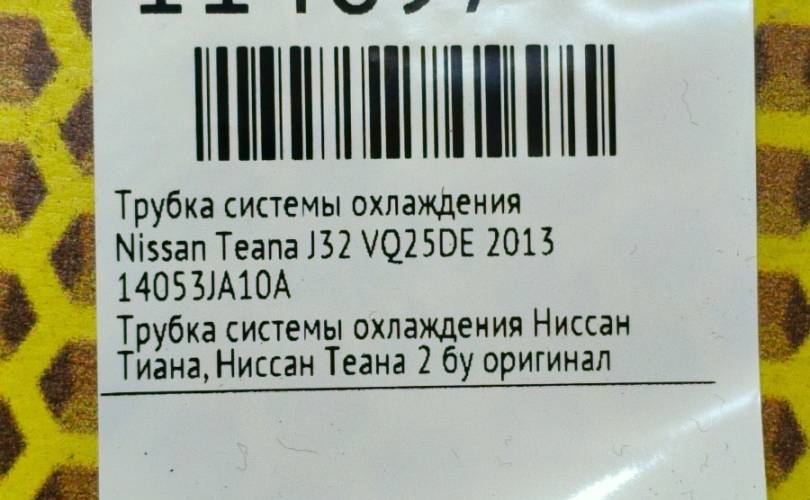 Трубка системы охлаждения
Nissan Teana J32 VQ25DE 2013
14053JA10A
Трубка системы охлаждения Ниссан
Тиана, Ниссан Теана 2 бу оригинал